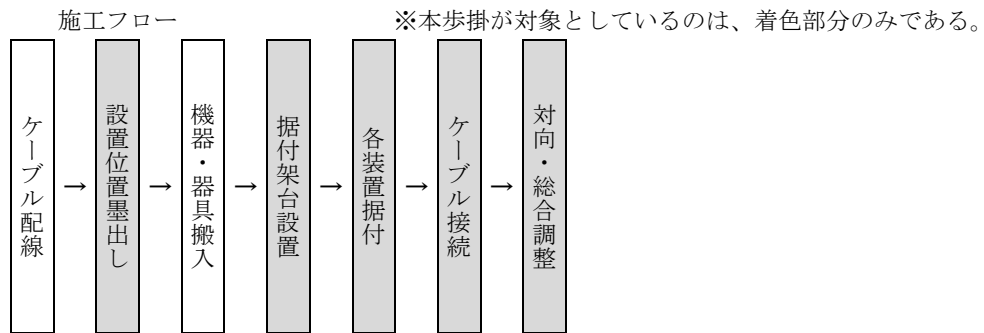 施工フロー
※本歩掛が対象としているのは、着色部分のみである。
ケーブル配線
→
設置位置墨出し
→
機器・器具搬入
→
据付架台設置
→
各装置据付
→
ケーブル接続
→
対向・総合調整